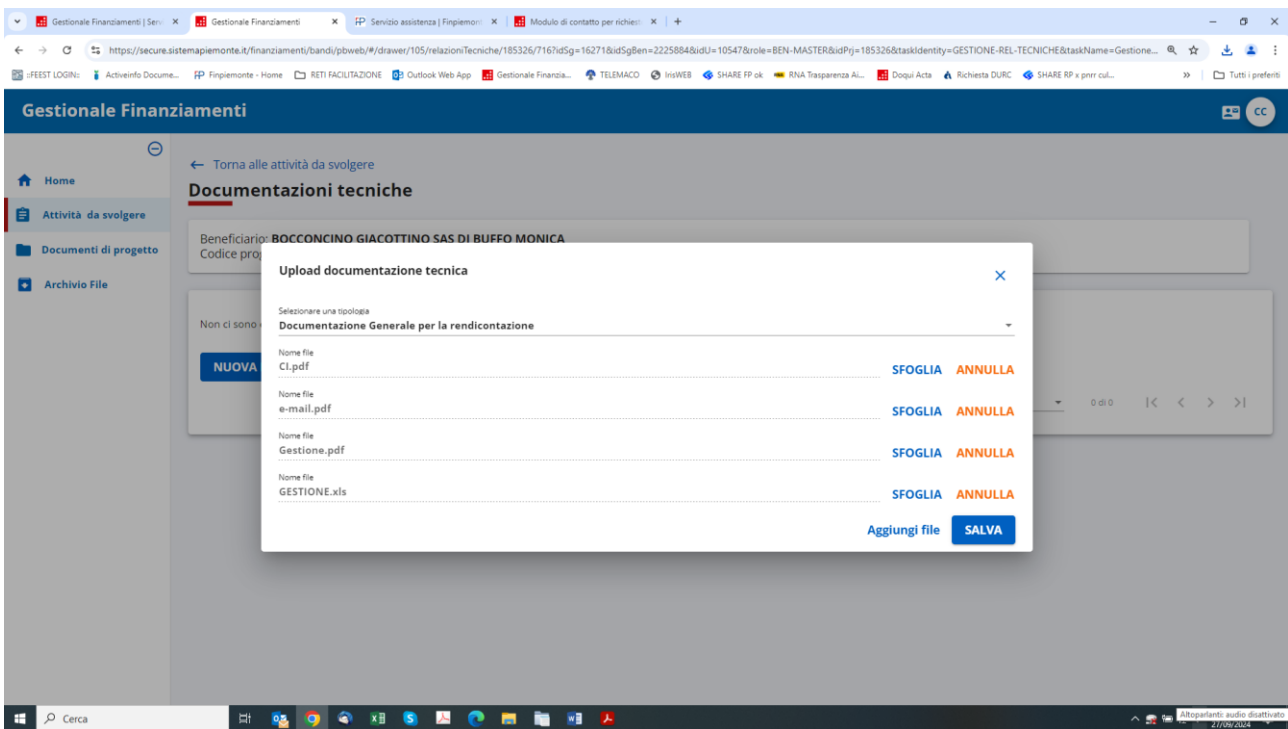 Gestionale Finanziamenti | Serv
Gestionale Finanziamenti
Servizio assistenza | Finpiemon
Modulo di contatto per richiest
https://secure.sistemapiemonte.it/finanziamenti/bandi/pbweb/#/drawer/105/relazioniTecniche/185326/716?idSg=16271&idSgBen=2225884&idU=10547&role=BEN-MASTER&idPrj=185326&taskIdentity=GESTIONE-REL-TECNICHE&taskName=Gestione...
::FEEST LOGIN:: Activeinfo Docume... Finpiemonte - Home RETI FACILITAZIONE Outlook Web App Gestionale Finanzia... TELEMACO IrisWEB SHARE FP ok RNA Trasparenza Ai... Doqui Acta Richiesta DURC SHARE RP x pnrr cul... » Tutti i preferiti
Gestionale Finanziamenti
CC
Home
Attività da svolgere
Documenti di progetto
Archivio File
← Torna alle attività da svolgere
Documentazioni tecniche
Beneficiario: BOCCONCINO GIACOTTINO SAS DI BUFFO MONICA
Codice prog
Non ci sono
NUOVA
0 di 0
Upload documentazione tecnica
Selezionare una tipologia
Documentazione Generale per la rendicontazione
Nome file
CI.pdf
SFOGLIA ANNULLA
Nome file
e-mail.pdf
SFOGLIA ANNULLA
Nome file
Gestione.pdf
SFOGLIA ANNULLA
Nome file
GESTIONE.xls
SFOGLIA ANNULLA
Aggiungi file SALVA
Cerca
Altoparlanti: audio disattivato
27/09/2024